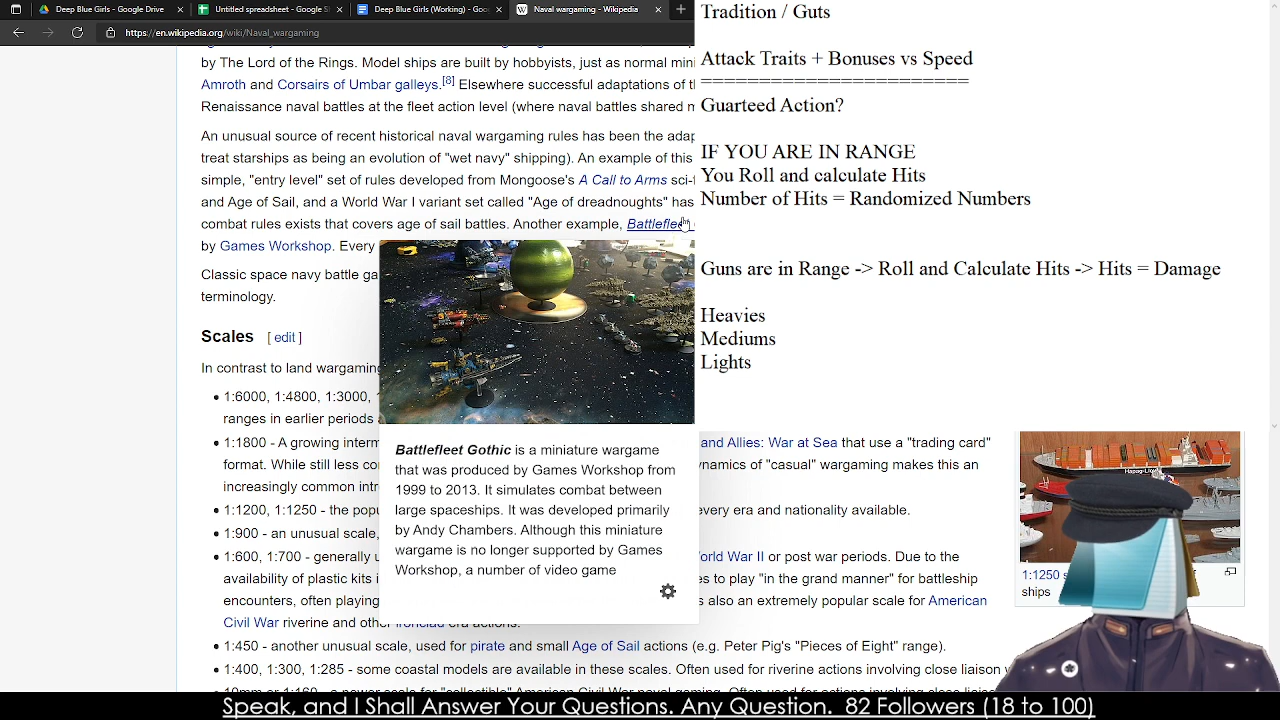 Deep Blue Girls - Google Drive
Untitled spreadsheet - Google S
Deep Blue Girls (Working) - Go
Naval wargaming - Wikipedia
https://en.wikipedia.org/wiki/Naval_wargaming
by The Lord of the Rings. Model ships are built by hobbyists, just as normal mini
Amroth and Corsairs of Umbar galleys.[8] Elsewhere successful adaptations of t
Renaissance naval battles at the fleet action level (where naval battles shared m
An unusual source of recent historical naval wargaming rules has been the adap
treat starships as being an evolution of "wet navy" shipping). An example of this
simple, "entry level" set of rules developed from Mongoose's A Call to Arms sci-f
and Age of Sail, and a World War I variant set called "Age of dreadnoughts" has
combat rules exists that covers age of sail battles. Another example, Battlefleet
by Games Workshop. Every
Classic space navy battle ga
terminology.
Scales [ edit ]
In contrast to land wargaming
1:6000, 1:4800, 1:3000, 1
ranges in earlier periods
1:1800 - A growing interm
and Allies: War at Sea that use a "trading card"
format. While still less co
ynamics of "casual" wargaming makes this an
increasingly common intr
1:1200, 1:1250 - the popu
every era and nationality available.
1:900 - an unusual scale,
1:600, 1:700 - generally u
World War II or post war periods. Due to the
availability of plastic kits i
es to play "in the grand manner" for battleship
encounters, often playing
s also an extremely popular scale for American
Civil War riverine and other ironclad era actions.
1:450 - another unusual scale, used for pirate and small Age of Sail actions (e.g. Peter Pig's "Pieces of Eight" range).
1:400, 1:300, 1:285 - some coastal models are available in these scales. Often used for riverine actions involving close liaison w
Battlefleet Gothic is a miniature wargame
that was produced by Games Workshop from
1999 to 2013. It simulates combat between
large spaceships. It was developed primarily
by Andy Chambers. Although this miniature
wargame is no longer supported by Games
Workshop, a number of video game
Tradition / Guts
Attack Traits + Bonuses vs Speed
=======================
Guarteed Action?
IF YOU ARE IN RANGE
You Roll and calculate Hits
Number of Hits = Randomized Numbers
Guns are in Range -> Roll and Calculate Hits -> Hits = Damage
Heavies
Mediums
Lights
1:1250 s
ships
Speak, and I Shall Answer Your Questions. Any Question. 82 Followers (18 to 100)